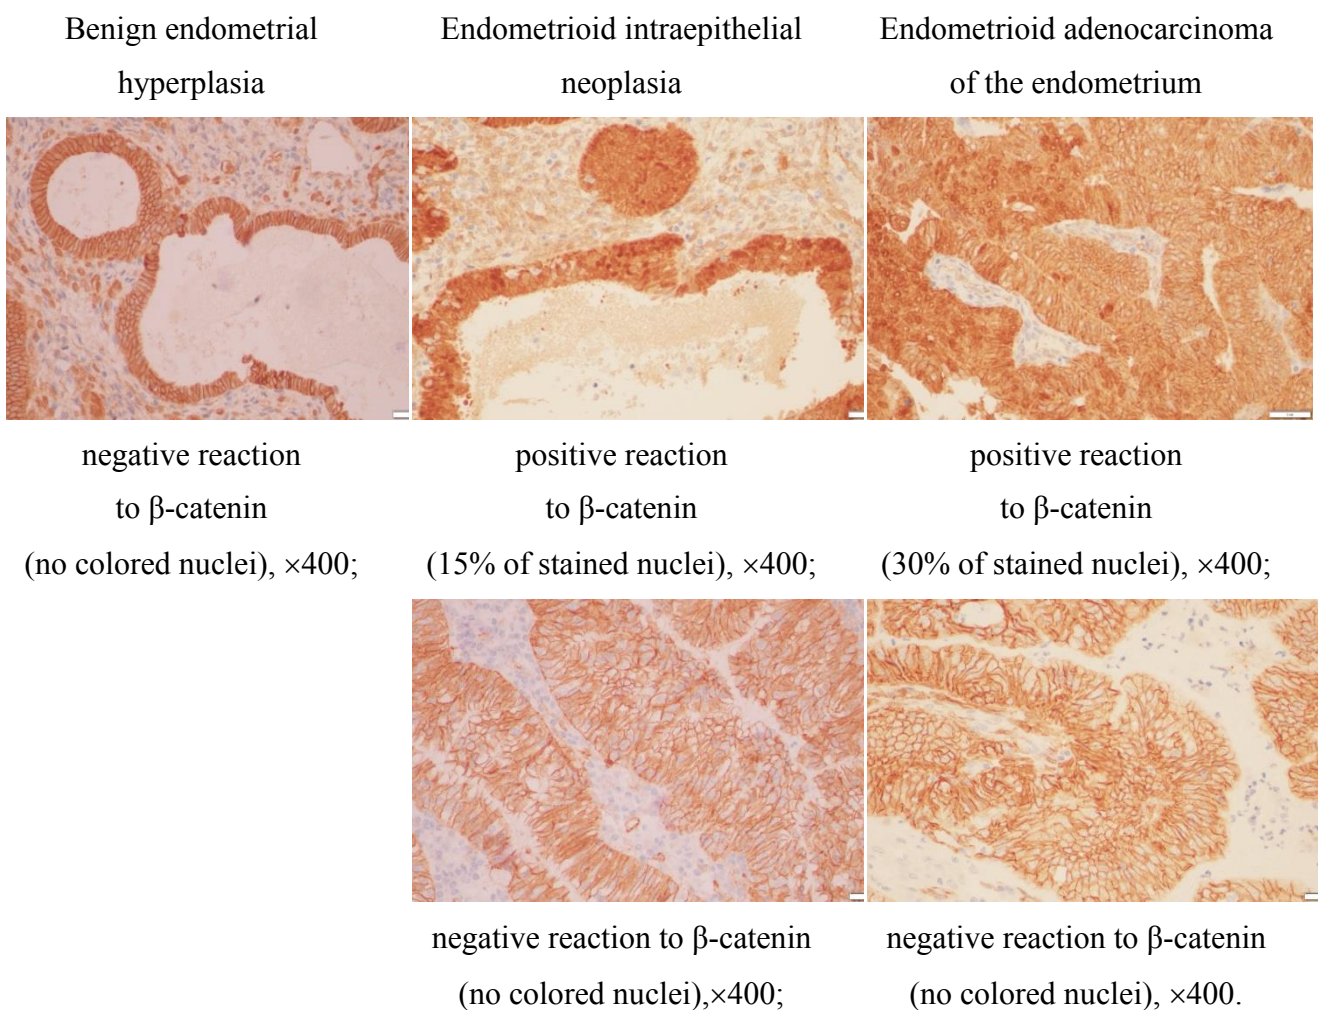 Benign endometrial
hyperplasia
Endometrioid intraepithelial
neoplasia
Endometrioid adenocarcinoma
of the endometrium
negative reaction
to β-catenin
(no colored nuclei), ×400;
positive reaction
to β-catenin
(15% of stained nuclei), ×400;
positive reaction
to β-catenin
(30% of stained nuclei), ×400;
negative reaction to β-catenin
(no colored nuclei),×400;
negative reaction to β-catenin
(no colored nuclei), ×400.